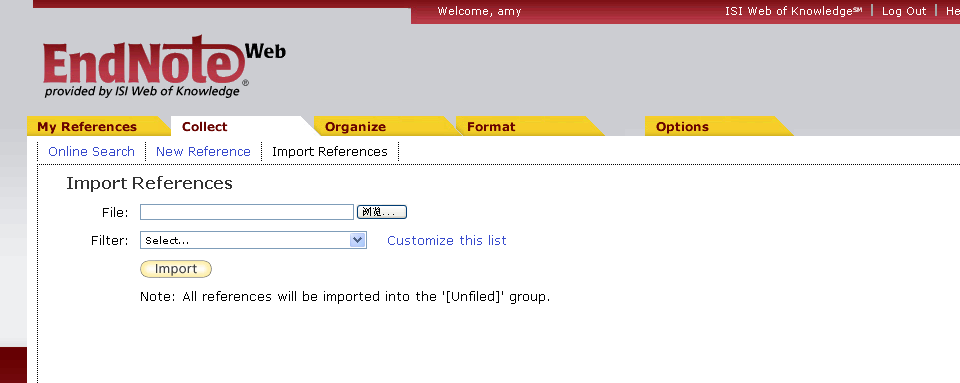 Welcome, amy
ISI Web of Knowledge℠ | Log Out |
EndNote Web
provided by ISI Web of Knowledge ®
My References Collect Organize Format Options
Online Search New Reference Import References
Import References
File: 浏览...
Filter: Select... Customize this list
Import
Note: All references will be imported into the '[Unfiled]' group.